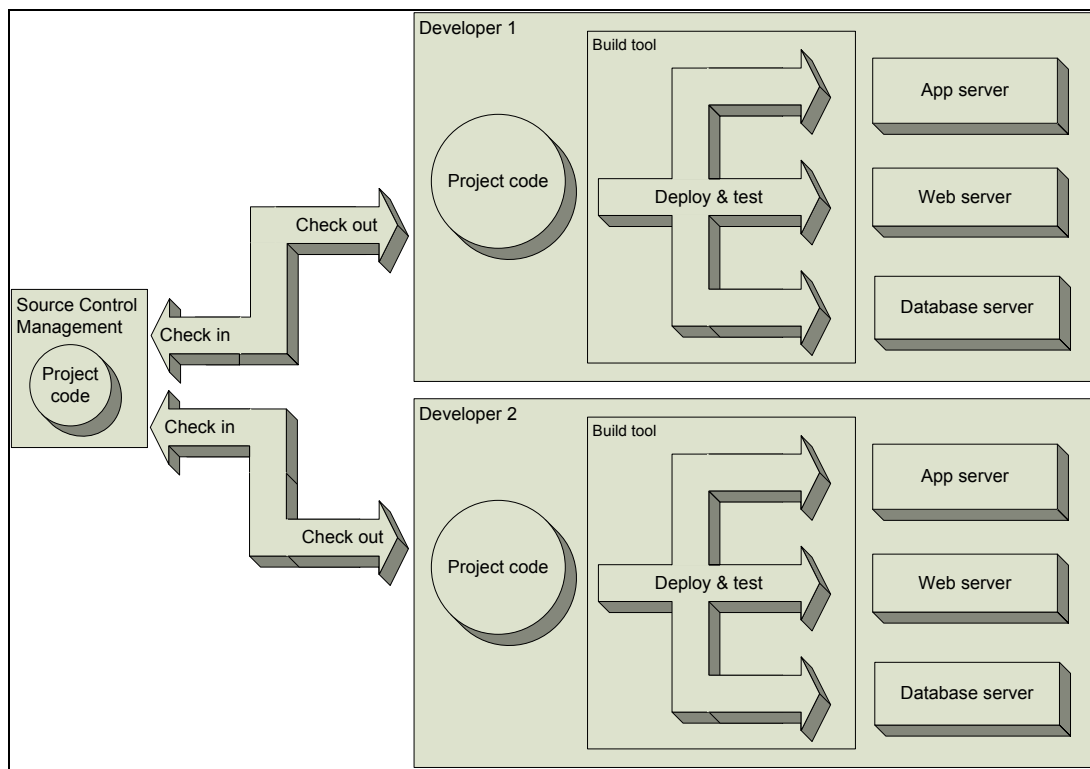 Source Control
Management
Project
code
Check in
Check out
Check in
Check out
Developer 1
Project code
Build tool
Deploy & test
App server
Web server
Database server
Developer 2
Project code
Build tool
Deploy & test
App server
Web server
Database server